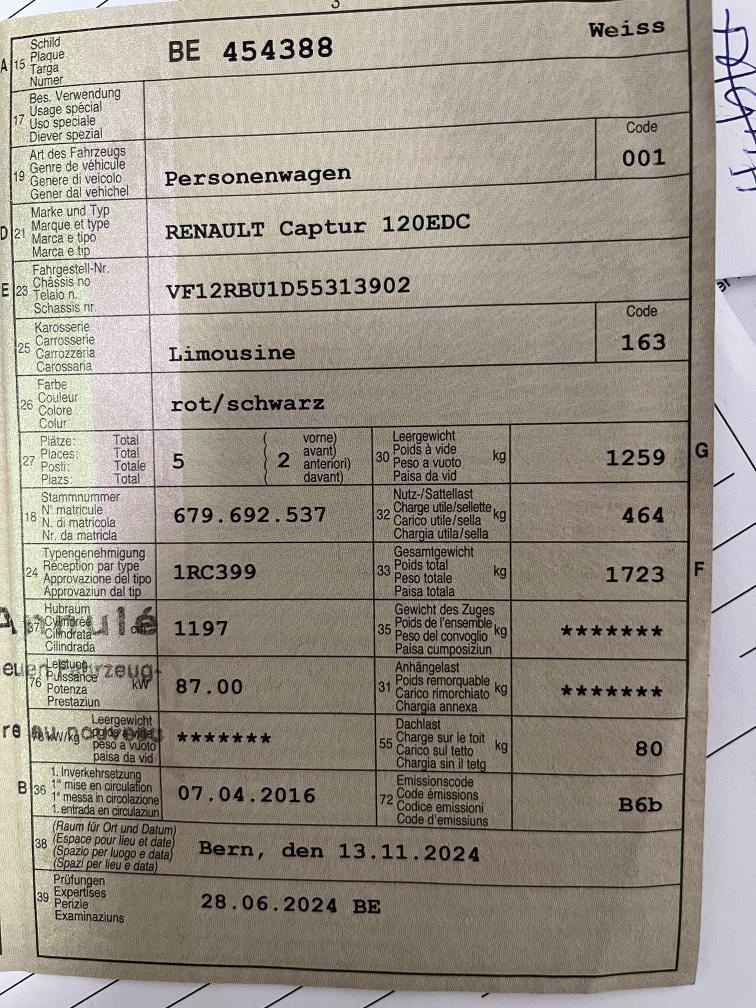 3
A 15 Schild
Plaque
Targa
Numer
BE 454388 Weiss
17 Bes. Verwendung
Usage spécial
Uso speciale
Diever spezial
19 Art des Fahrzeugs
Genre de véhicule
Genere di veicolo
Gener dal vehichel
Personenwagen
Code
001
D 21 Marke und Typ
Marque et type
Marca e tipo
Marca e tip
RENAULT Captur 120EDC
E 23 Fahrgestell-Nr.
Châssis no
Telaio n.
Schassis nr.
VF12RBU1D55313902
25 Karosserie
Carrosserie
Carrozzeria
Carossaria
Limousine
Code
163
26 Farbe
Couleur
Colore
Colur
rot/schwarz
27 Plätze: Total
Places: Total
Posti: Totale
Plazs: Total
5
2
vorne)
avant)
anteriori)
davant)
30 Leergewicht
Poids à vide
Peso a vuoto
Paisa da vid
kg
1259 G
18 Stammnummer
N° matricule
N. di matricola
Nr. da matricla
679.692.537
32 Nutz-/Sattellast
Charge utile/sellette
Carico utile/sella
Chargia utila/sella
kg
464
24 Typengenehmigung
Réception par type
Approvazione del tipo
Approvaziun dal tip
1RC399
33 Gesamtgewicht
Poids total
Peso totale
Paisa totala
kg
1723 F
37 Hubraum
Cylindrée
Cilindrata
Cilindrada
1197
35 Gewicht des Zuges
Poids de l'ensemble
Peso del convoglio
Paisa cumposiziun
kg
*******
76 Leistung
Puissance
Potenza
Prestaziun
kW
87.00
31 Anhängelast
Poids remorquable
Carico rimorchiato
Chargia annexa
kg
*******
78 kW/kg Leergewicht
poids à vide
peso a vuoto
paisa da vid
*******
55 Dachlast
Charge sur le toit
Carico sul tetto
Chargia sin il tetg
kg
80
B 36 1. Inverkehrsetzung
1re mise en circulation
1a messa in circolazione
1. entrada en circulaziun
07.04.2016
72 Emissionscode
Code émissions
Codice emissioni
Code d'emissiuns
B6b
38 (Raum für Ort und Datum)
(Espace pour lieu et date)
(Spazio per luogo e data)
(Spazi per lieu e data)
Bern, den 13.11.2024
39 Prüfungen
Expertises
Perizie
Examinaziuns
28.06.2024 BE